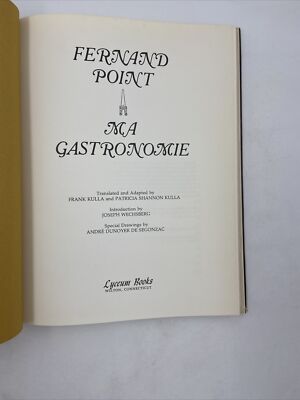 FERNAND
POINT
MA
GASTRONOMIE
Translated and Adapted by
FRANK KULLA and PATRICIA SHANNON KULLA
Introduction by
JOSEPH WECHSBERG
Special Drawings by
ANDRÉ DUNOYER DE SEGONZAC
Lyceum Books
WILTON, CONNECTICUT